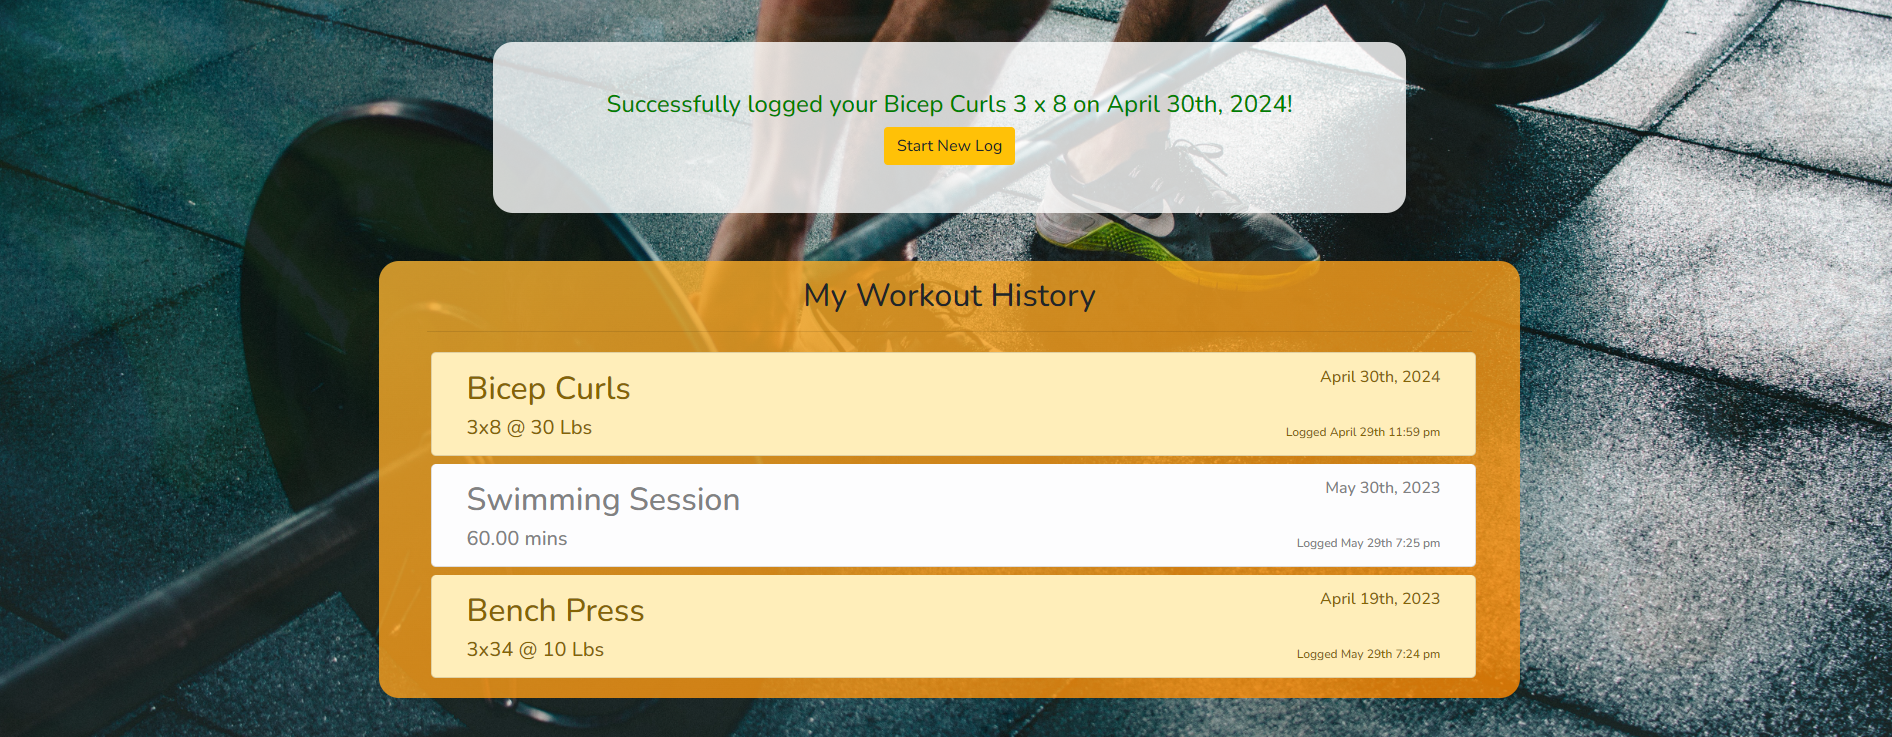 Successfully logged your Bicep Curls 3 x 8 on April 30th, 2024!
Start New Log
My Workout History
Bicep Curls
April 30th, 2024
3x8 @ 30 Lbs
Logged April 29th 11:59 pm
Swimming Session
May 30th, 2023
60.00 mins
Logged May 29th 7:25 pm
Bench Press
April 19th, 2023
3x34 @ 10 Lbs
Logged May 29th 7:24 pm